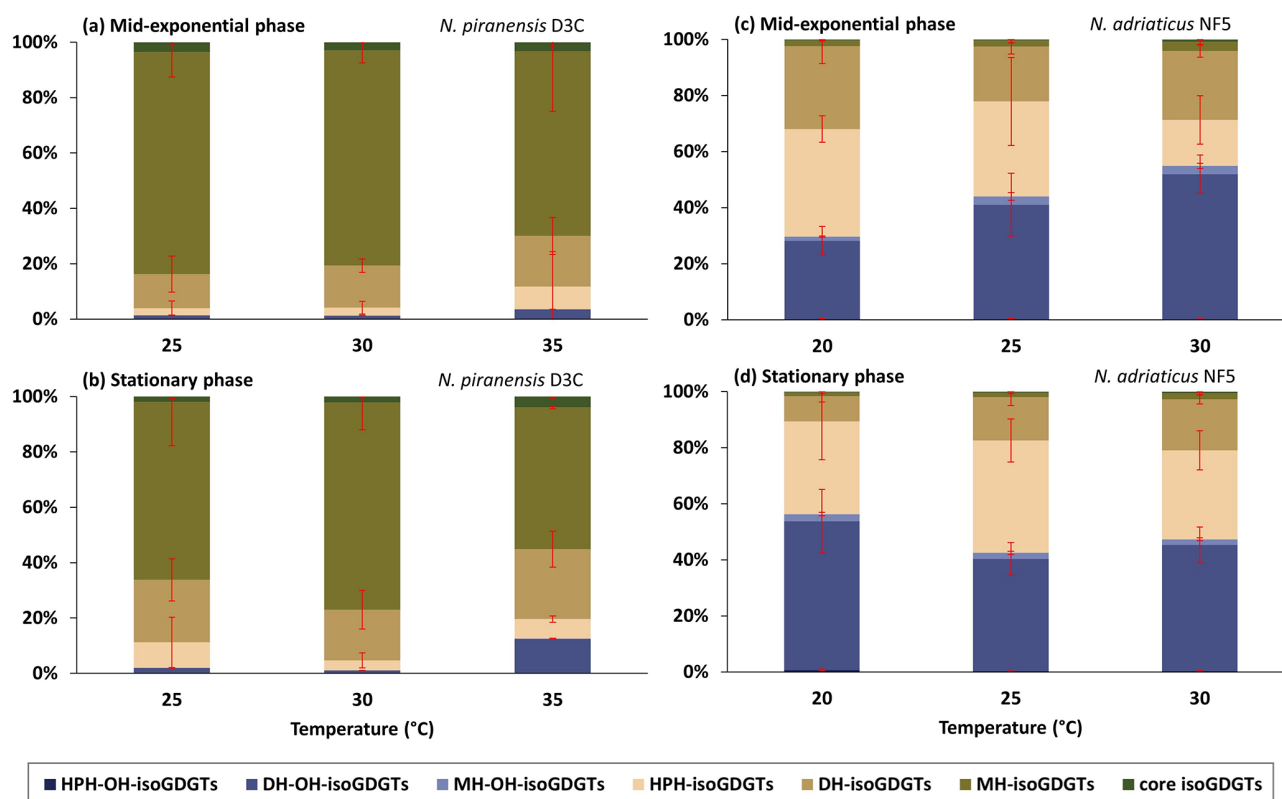 (a) Mid-exponential phase N. piranensis D3C
100%
80%
60%
40%
20%
0%
25 30 35
(b) Stationary phase N. piranensis D3C
100%
80%
60%
40%
20%
0%
25 30 35
Temperature (°C)
(c) Mid-exponential phase N. adriaticus NF5
100%
80%
60%
40%
20%
0%
20 25 30
(d) Stationary phase N. adriaticus NF5
100%
80%
60%
40%
20%
0%
20 25 30
Temperature (°C)
HPH-OH-isoGDGTs DH-OH-isoGDGTs MH-OH-isoGDGTs HPH-isoGDGTs DH-isoGDGTs MH-isoGDGTs core isoGDGTs